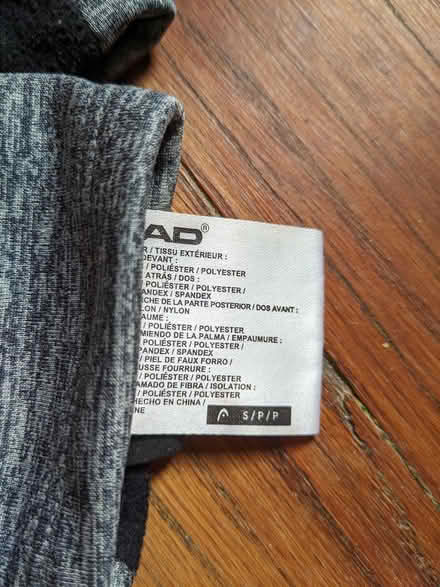 AD®
R / TISSU EXTÉRIEUR :
DEVANT :
/ POLIÉSTER / POLYESTER
ATRÁS / DOS :
/ POLIÉSTER / POLYESTER /
ANDEX / SPANDEX
CHE DE LA PARTE POSTERIOR / DOS AVANT :
LON / NYLON
AUME :
/ POLIÉSTER / POLYESTER
MIENDO DE LA PALMA / EMPAUMURE :
POLIÉSTER / POLYESTER /
PANDEX / SPANDEX
/ PIEL DE FAUX FORRO /
USSE FOURRURE :
/ POLIÉSTER / POLYESTER
AMADO DE FIBRA / ISOLATION :
/ POLIÉSTER / POLYESTER
HECHO EN CHINA /
NE
S/P/P